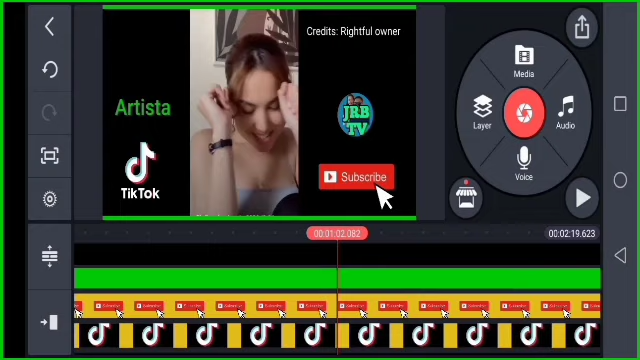 Credits: Rightful owner
Artista
JRB
TV
TikTok
Subscribe
Media
Layer
Audio
Voice
00:01:02.082
00:02:19.623